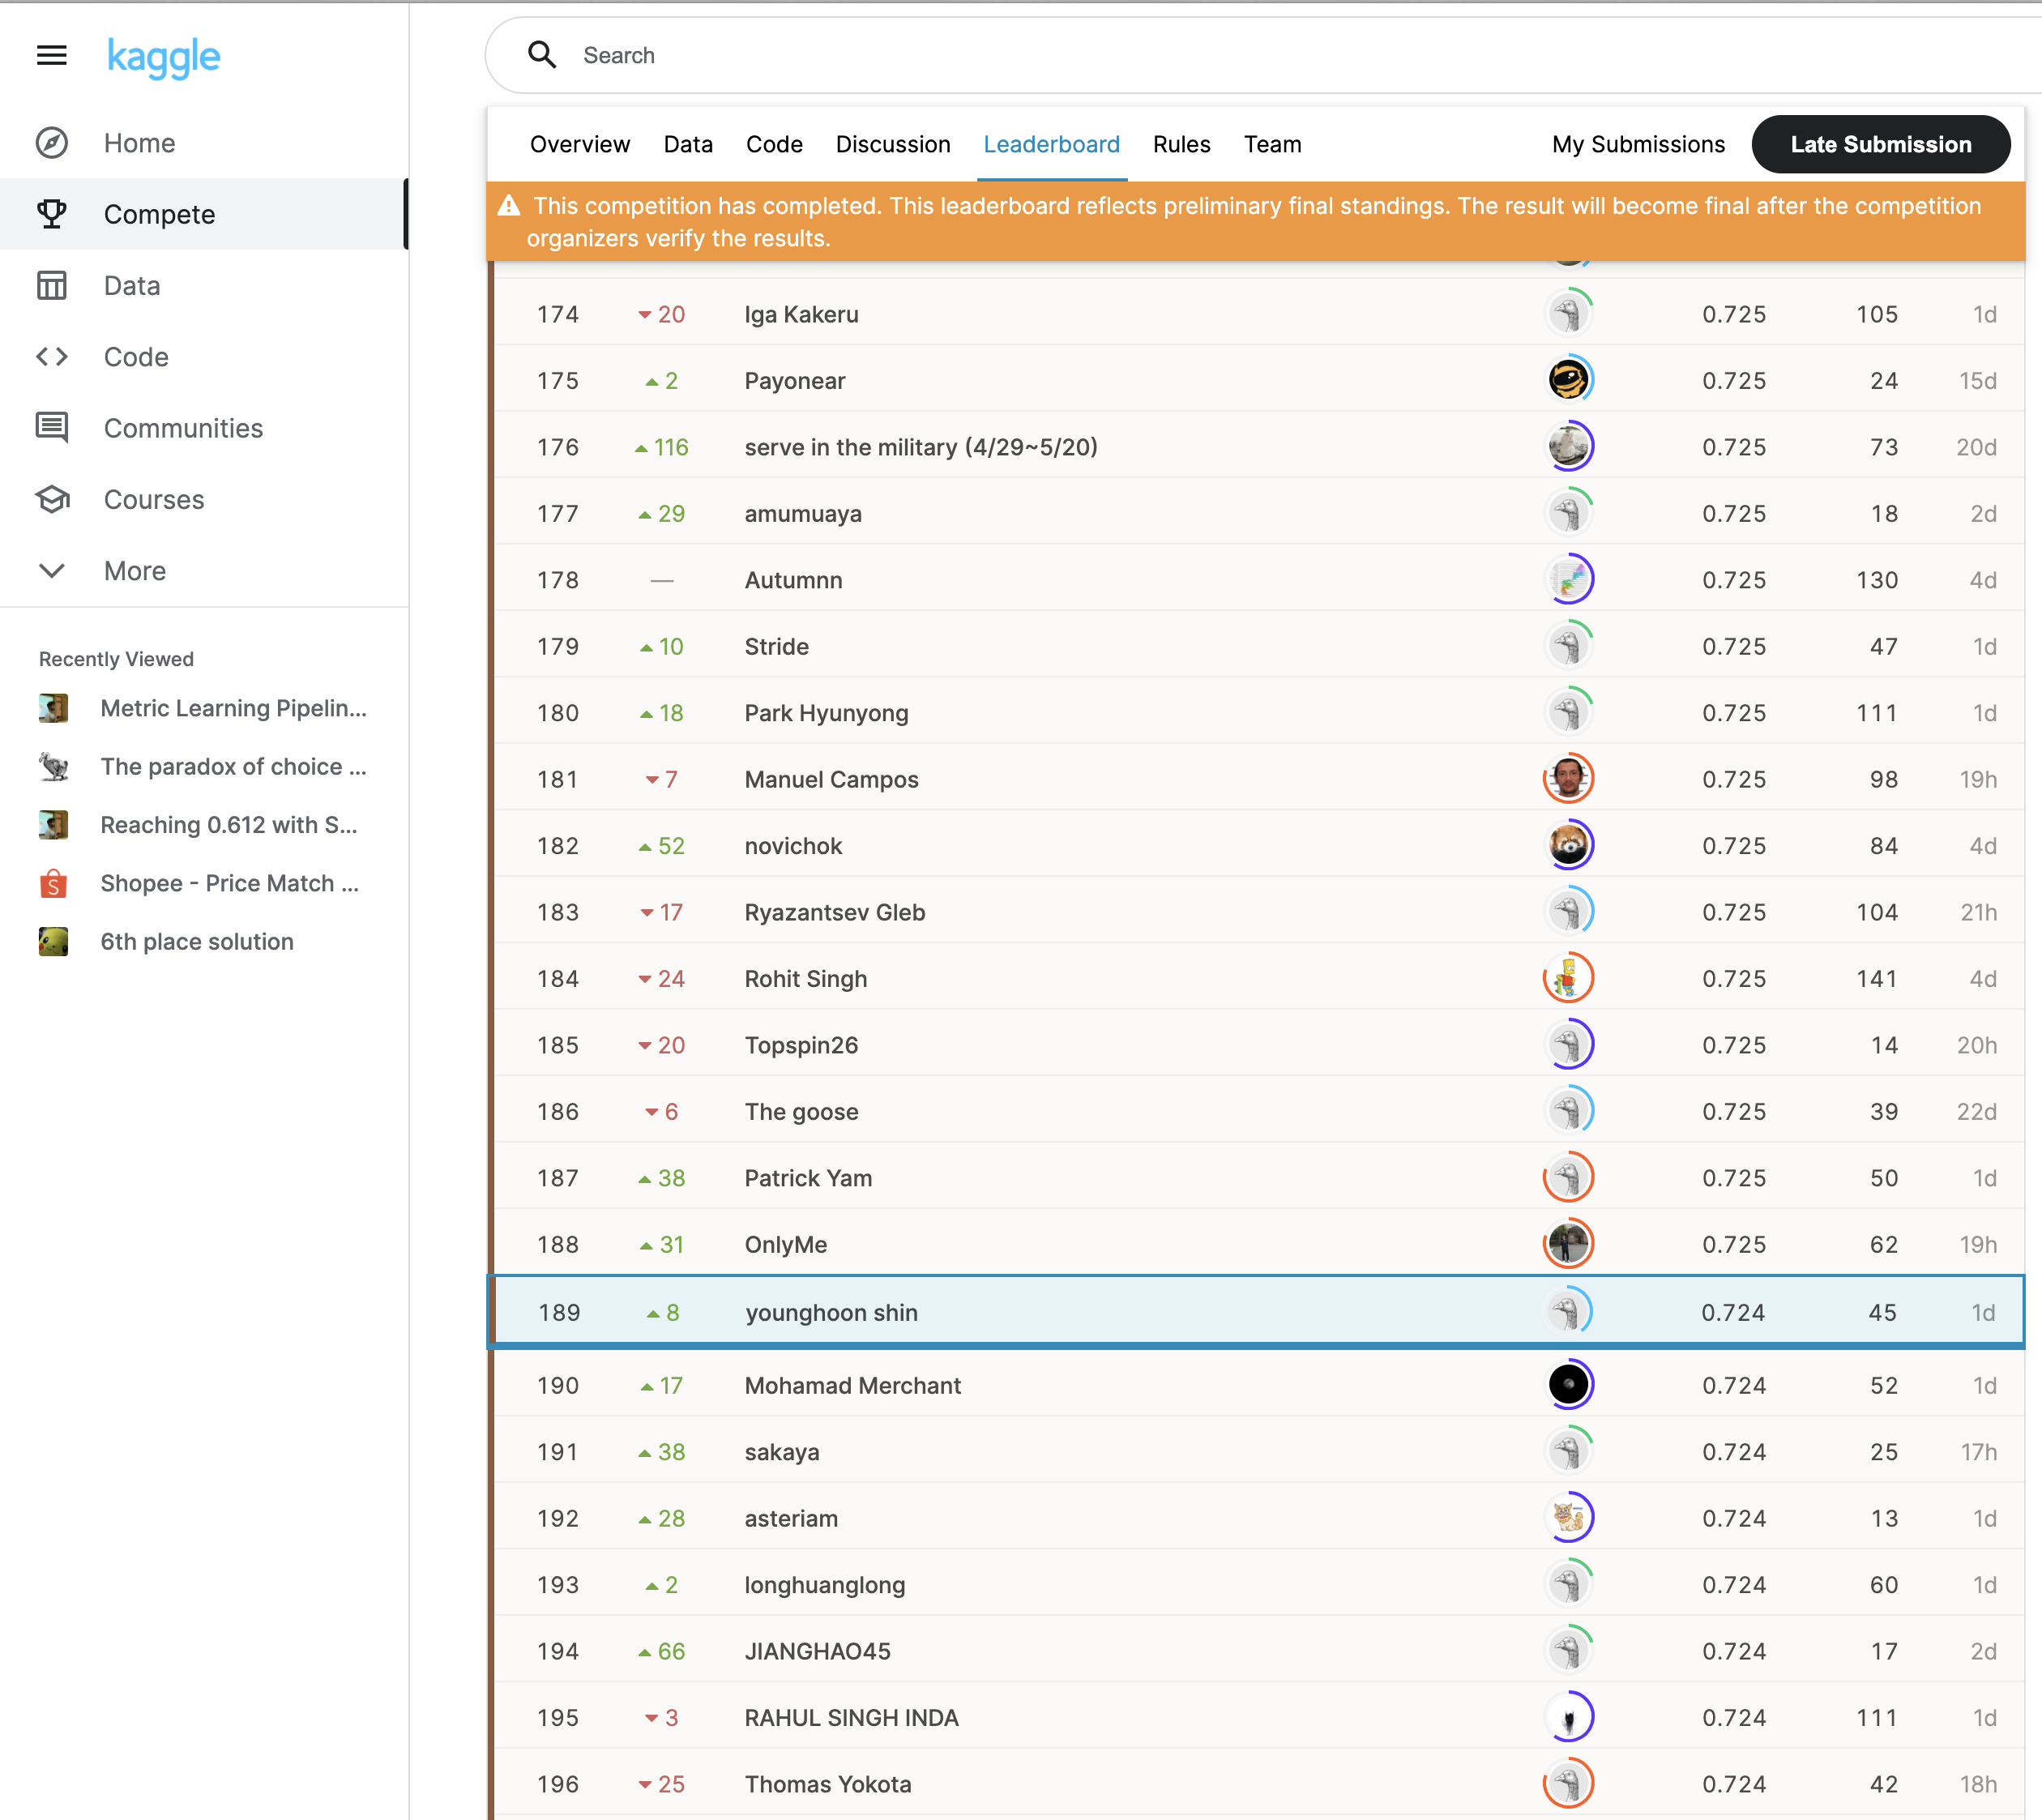 kaggle
Search
Home
Compete
Data
Code
Communities
Courses
More
Recently Viewed
Metric Learning Pipelin...
The paradox of choice ...
Reaching 0.612 with S...
Shopee - Price Match ...
6th place solution
Overview Data Code Discussion Leaderboard Rules Team My Submissions Late Submission
This competition has completed. This leaderboard reflects preliminary final standings. The result will become final after the competition
organizers verify the results.
174 20 Iga Kakeru 0.725 105 1d
175 2 Payonear 0.725 24 15d
176 116 serve in the military (4/29~5/20) 0.725 73 20d
177 29 amumuaya 0.725 18 2d
178 — Autumnn 0.725 130 4d
179 10 Stride 0.725 47 1d
180 18 Park Hyunyong 0.725 111 1d
181 7 Manuel Campos 0.725 98 19h
182 52 novichok 0.725 84 4d
183 17 Ryazantsev Gleb 0.725 104 21h
184 24 Rohit Singh 0.725 141 4d
185 20 Topspin26 0.725 14 20h
186 6 The goose 0.725 39 22d
187 38 Patrick Yam 0.725 50 1d
188 31 OnlyMe 0.725 62 19h
189 8 younghoon shin 0.724 45 1d
190 17 Mohamad Merchant 0.724 52 1d
191 38 sakaya 0.724 25 17h
192 28 asteriam 0.724 13 1d
193 2 longhuanglong 0.724 60 1d
194 66 JIANGHAO45 0.724 17 2d
195 3 RAHUL SINGH INDA 0.724 111 1d
196 25 Thomas Yokota 0.724 42 18h